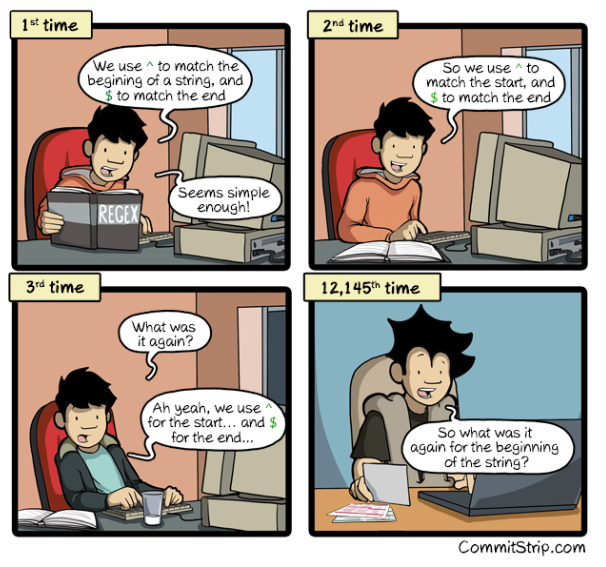 1st time
We use ^ to match the
begining of a string, and
$ to match the end
Seems simple
enough!
REGEX
2nd time
So we use ^ to
match the start, and
$ to match the end
3rd time
What was
it again?
Ah yeah, we use ^
for the start... and $
for the end...
12,145th time
So what was it
again for the beginning
of the string?
CommitStrip.com